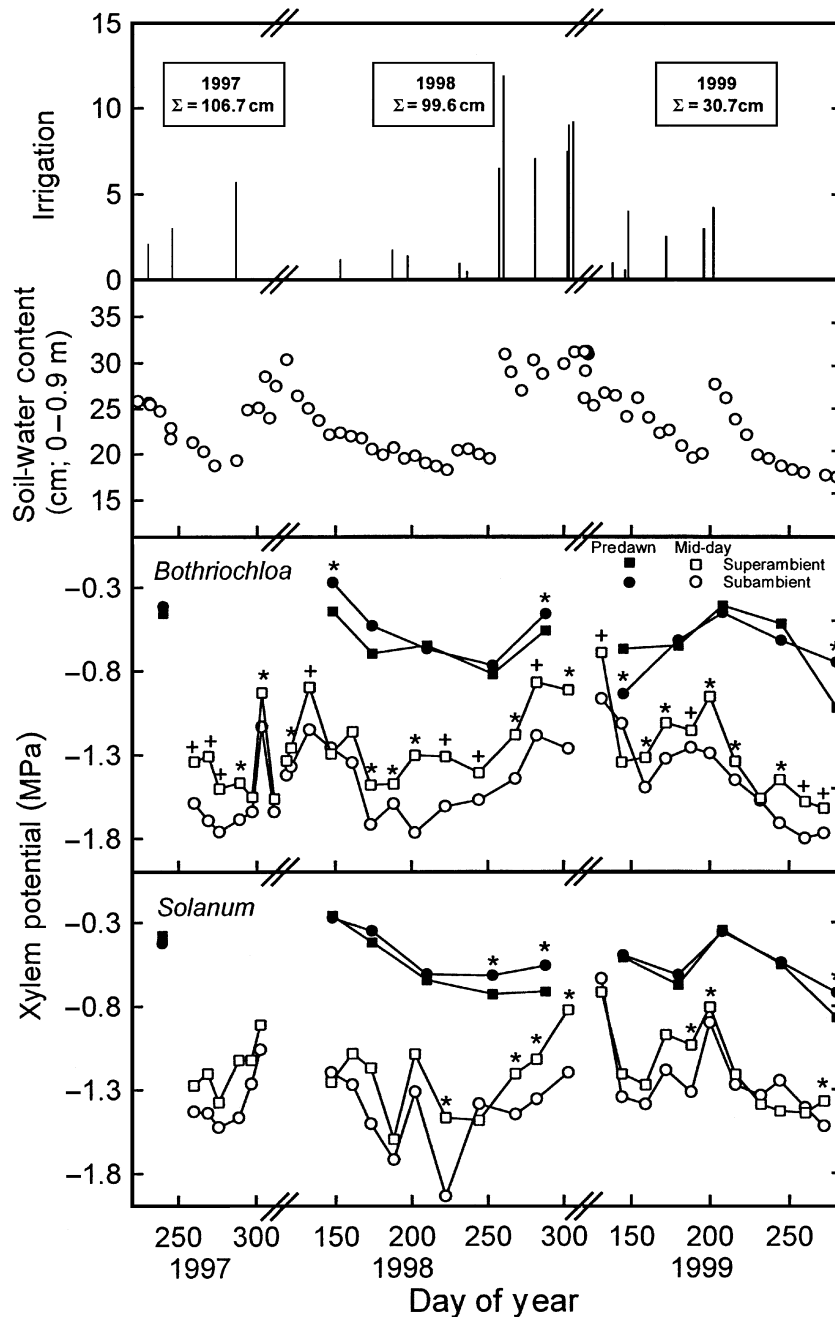 15
10
5
0
Irrigation
1997
Σ = 106.7 cm
1998
Σ = 99.6 cm
1999
Σ = 30.7cm
35
30
25
20
15
Soil-water content
(cm; 0–0.9 m)
Predawn Mid-day
Superambient
Subambient
Bothriochloa
−0.3
−0.8
−1.3
−1.8
Solanum
−0.3
−0.8
−1.3
−1.8
Xylem potential (MPa)
250 300 150 200 250 300 150 200 250
1997 1998 1999
Day of year